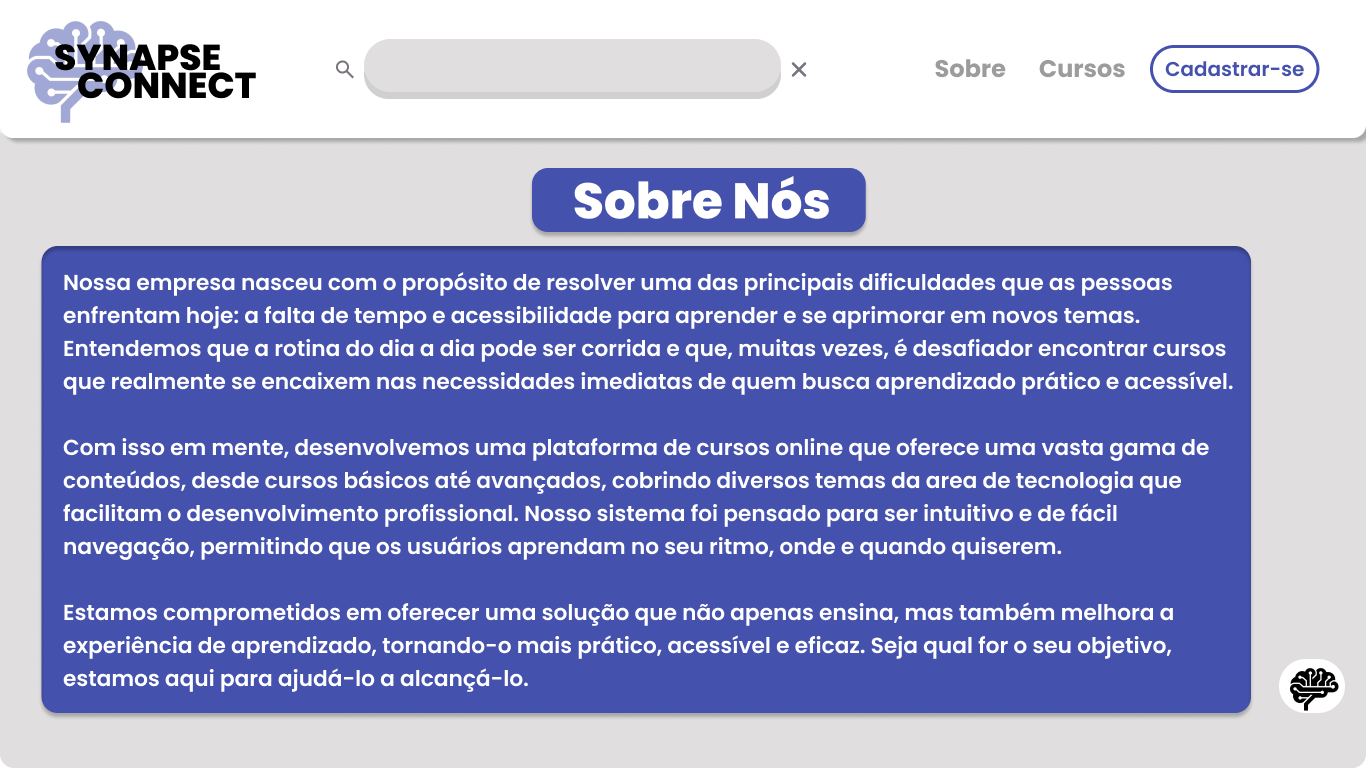 SYNAPSE
CONNECT
Sobre
Cursos
Cadastrar-se
Sobre Nós
Nossa empresa nasceu com o propósito de resolver uma das principais dificuldades que as pessoas
enfrentam hoje: a falta de tempo e acessibilidade para aprender e se aprimorar em novos temas.
Entendemos que a rotina do dia a dia pode ser corrida e que, muitas vezes, é desafiador encontrar cursos
que realmente se encaixem nas necessidades imediatas de quem busca aprendizado prático e acessível.
Com isso em mente, desenvolvemos uma plataforma de cursos online que oferece uma vasta gama de
conteúdos, desde cursos básicos até avançados, cobrindo diversos temas da area de tecnologia que
facilitam o desenvolvimento profissional. Nosso sistema foi pensado para ser intuitivo e de fácil
navegação, permitindo que os usuários aprendam no seu ritmo, onde e quando quiserem.
Estamos comprometidos em oferecer uma solução que não apenas ensina, mas também melhora a
experiência de aprendizado, tornando-o mais prático, acessível e eficaz. Seja qual for o seu objetivo,
estamos aqui para ajudá-lo a alcançá-lo.